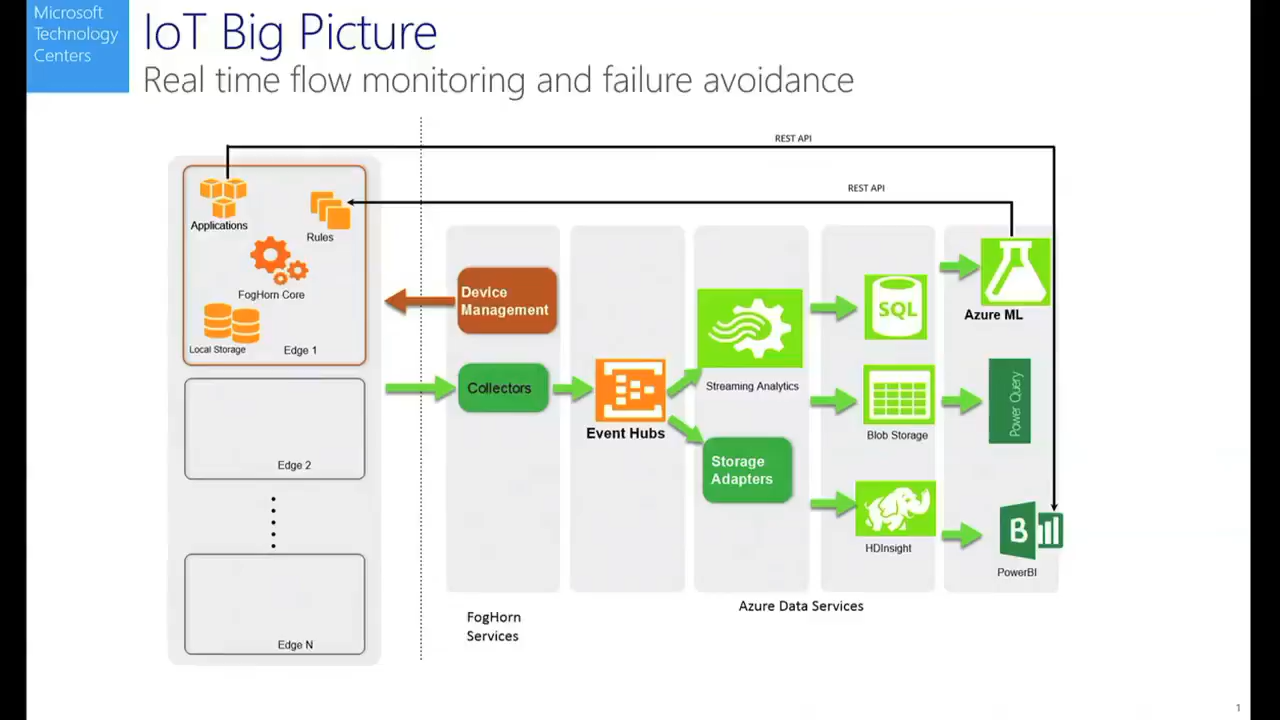 Microsoft
Technology
Centers
IoT Big Picture
Real time flow monitoring and failure avoidance
REST API
REST API
Applications
Rules
FogHorn Core
Local Storage
Edge 1
Edge 2
Edge N
Device
Management
Collectors
FogHorn
Services
Event Hubs
Streaming Analytics
Storage
Adapters
SQL
Blob Storage
HDInsight
Azure ML
Power Query
B
PowerBI
Azure Data Services
1